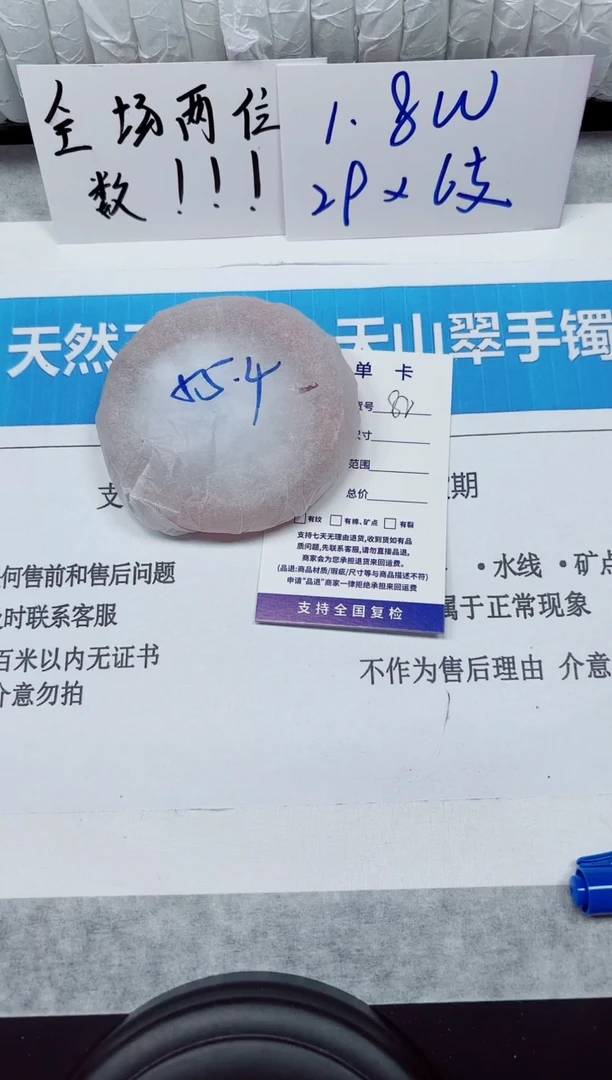 全场两位
数!!!
1.8W
2P×6支
天然
天山翠手镯
55.4
单卡
货号
尺寸
范围
总价
有纹 有棉、矿点 有裂
支持七天无理由退货,收到货如有品
质问题,先联系客服,请勿直接品退。
商家会为您承担退货来回运费。
(品退:商品材质/瑕疵/尺寸等与商品描述不符)
申请"品退"商家一律拒绝承担来回运费
支持全国复检
支
期
何售前和售后问题
时联系客服
百米以内无证书
介意勿拍
•水线 •矿点
属于正常现象
不作为售后理由 介意